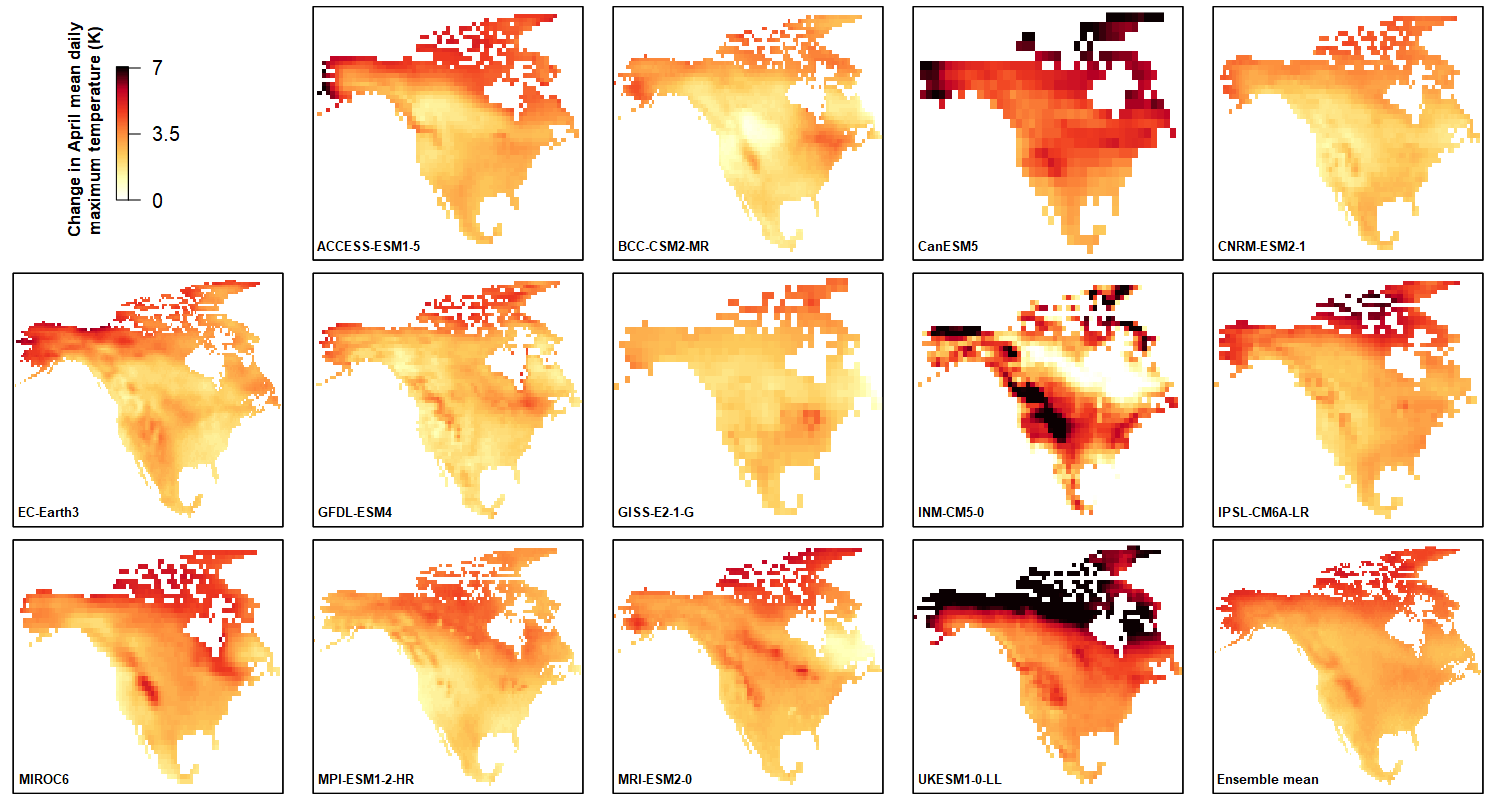 Change in April mean daily
maximum temperature (K)
7
3.5
0
ACCESS-ESM1-5
BCC-CSM2-MR
CanESM5
CNRM-ESM2-1
EC-Earth3
GFDL-ESM4
GISS-E2-1-G
INM-CM5-0
IPSL-CM6A-LR
MIROC6
MPI-ESM1-2-HR
MRI-ESM2-0
UKESM1-0-LL
Ensemble mean